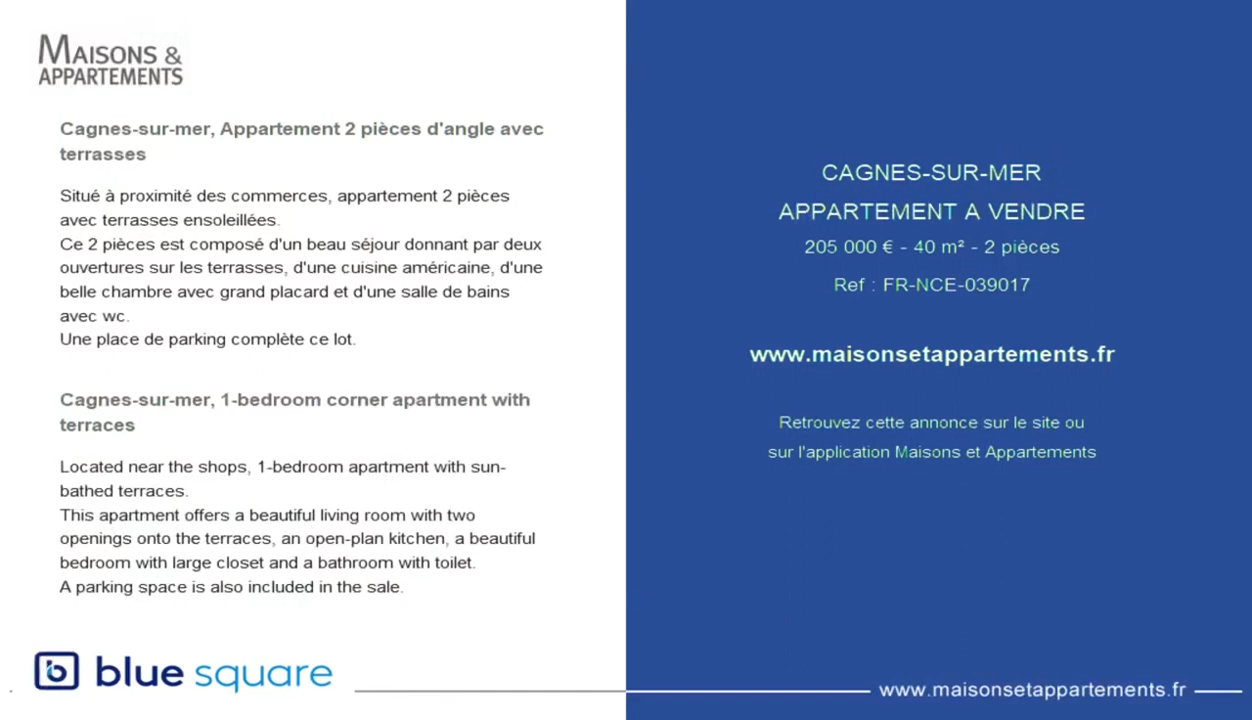 MAISONS &
APPARTEMENTS
Cagnes-sur-mer, Appartement 2 pièces d'angle avec
terrasses
Situé à proximité des commerces, appartement 2 pièces
avec terrasses ensoleillées.
Ce 2 pièces est composé d'un beau séjour donnant par deux
ouvertures sur les terrasses, d'une cuisine américaine, d'une
belle chambre avec grand placard et d'une salle de bains
avec wc.
Une place de parking complète ce lot.
Cagnes-sur-mer, 1-bedroom corner apartment with
terraces
Located near the shops, 1-bedroom apartment with sun-
bathed terraces.
This apartment offers a beautiful living room with two
openings onto the terraces, an open-plan kitchen, a beautiful
bedroom with large closet and a bathroom with toilet.
A parking space is also included in the sale.
blue square
CAGNES-SUR-MER
APPARTEMENT A VENDRE
205 000 € - 40 m² - 2 pièces
Ref : FR-NCE-039017
www.maisonsetappartements.fr
Retrouvez cette annonce sur le site ou
sur l'application Maisons et Appartements
www.maisonsetappartements.fr